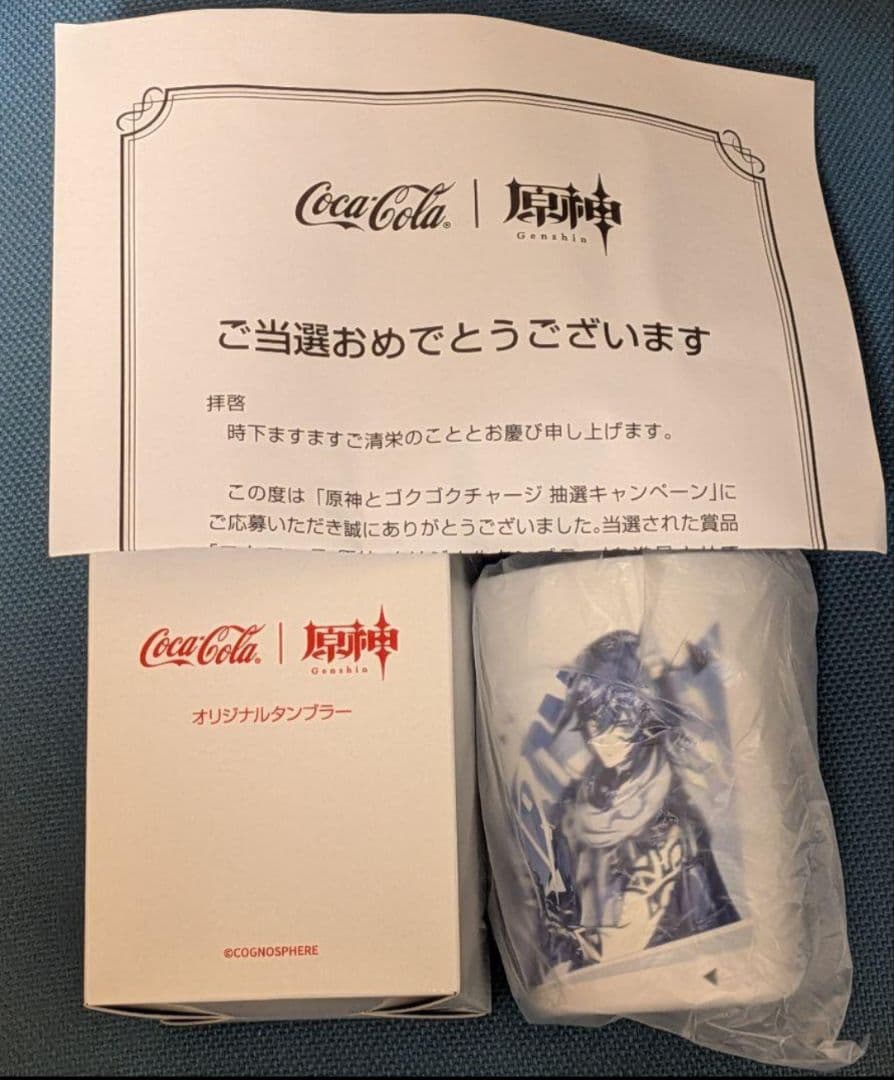 Coca-Cola® | 原神
Genshin
ご当選おめでとうございます
拝啓
時下ますますご清栄のこととお慶び申し上げます。
この度は「原神とゴクゴクチャージ 抽選キャンペーン」に
ご応募いただき誠にありがとうございました。当選された賞品
Coca-Cola® | 原神
Genshin
オリジナルタンブラー
©COGNOSPHERE